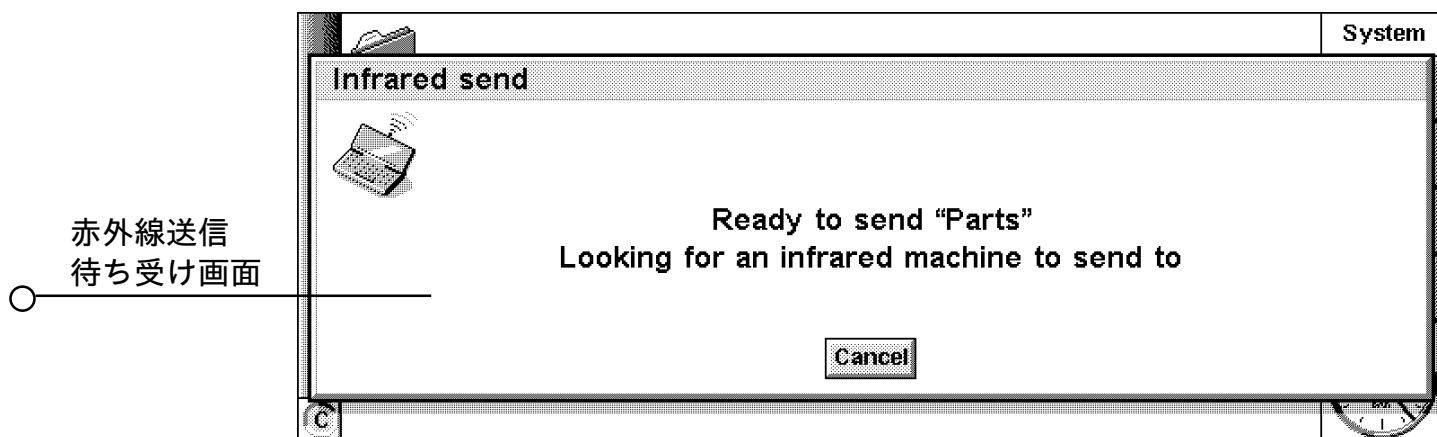 System
Infrared send
赤外線送信
待ち受け画面
Ready to send “Parts”
Looking for an infrared machine to send to
Cancel
C